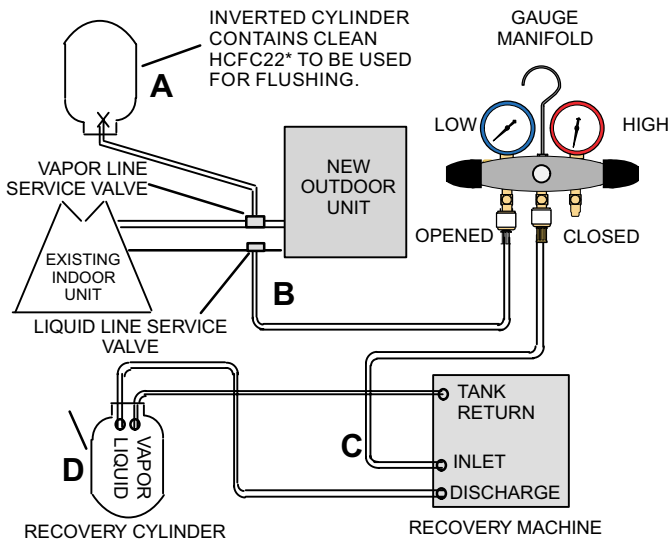 INVERTED CYLINDER
CONTAINS CLEAN
HCFC22* TO BE USED
FOR FLUSHING.
A
GAUGE
MANIFOLD
LOW
HIGH
VAPOR LINE
SERVICE VALVE
NEW
OUTDOOR
UNIT
EXISTING
INDOOR
UNIT
OPENED
CLOSED
B
LIQUID LINE SERVICE
VALVE
TANK
RETURN
C
INLET
DISCHARGE
D
LIQUID
VAPOR
RECOVERY CYLINDER
RECOVERY MACHINE